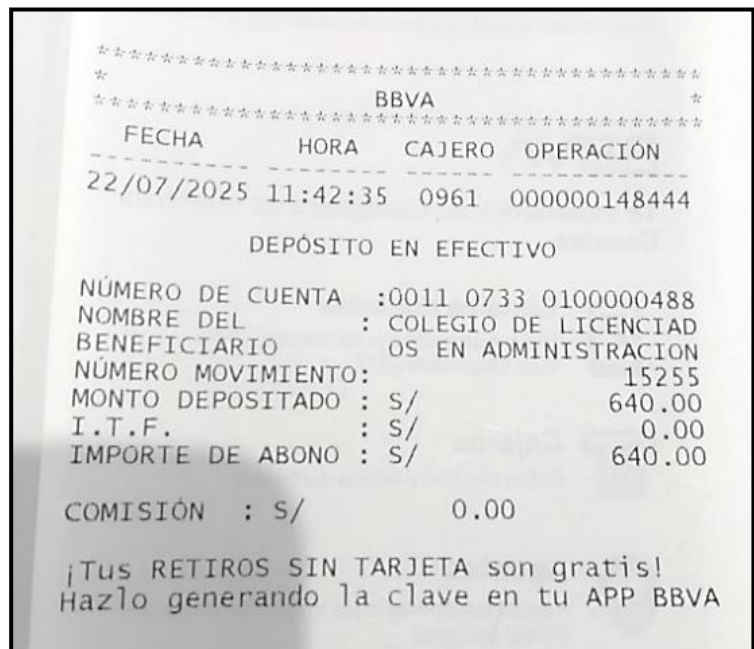 ****************************************
* BBVA *
****************************************
FECHA HORA CAJERO OPERACIÓN
---------- -------- ------ ------------
22/07/2025 11:42:35 0961 000000148444
DEPÓSITO EN EFECTIVO
NÚMERO DE CUENTA :0011 0733 0100000488
NOMBRE DEL : COLEGIO DE LICENCIAD
BENEFICIARIO OS EN ADMINISTRACION
NÚMERO MOVIMIENTO: 15255
MONTO DEPOSITADO : S/ 640.00
I.T.F. : S/ 0.00
IMPORTE DE ABONO : S/ 640.00
COMISIÓN : S/ 0.00
¡Tus RETIROS SIN TARJETA son gratis!
Hazlo generando la clave en tu APP BBVA